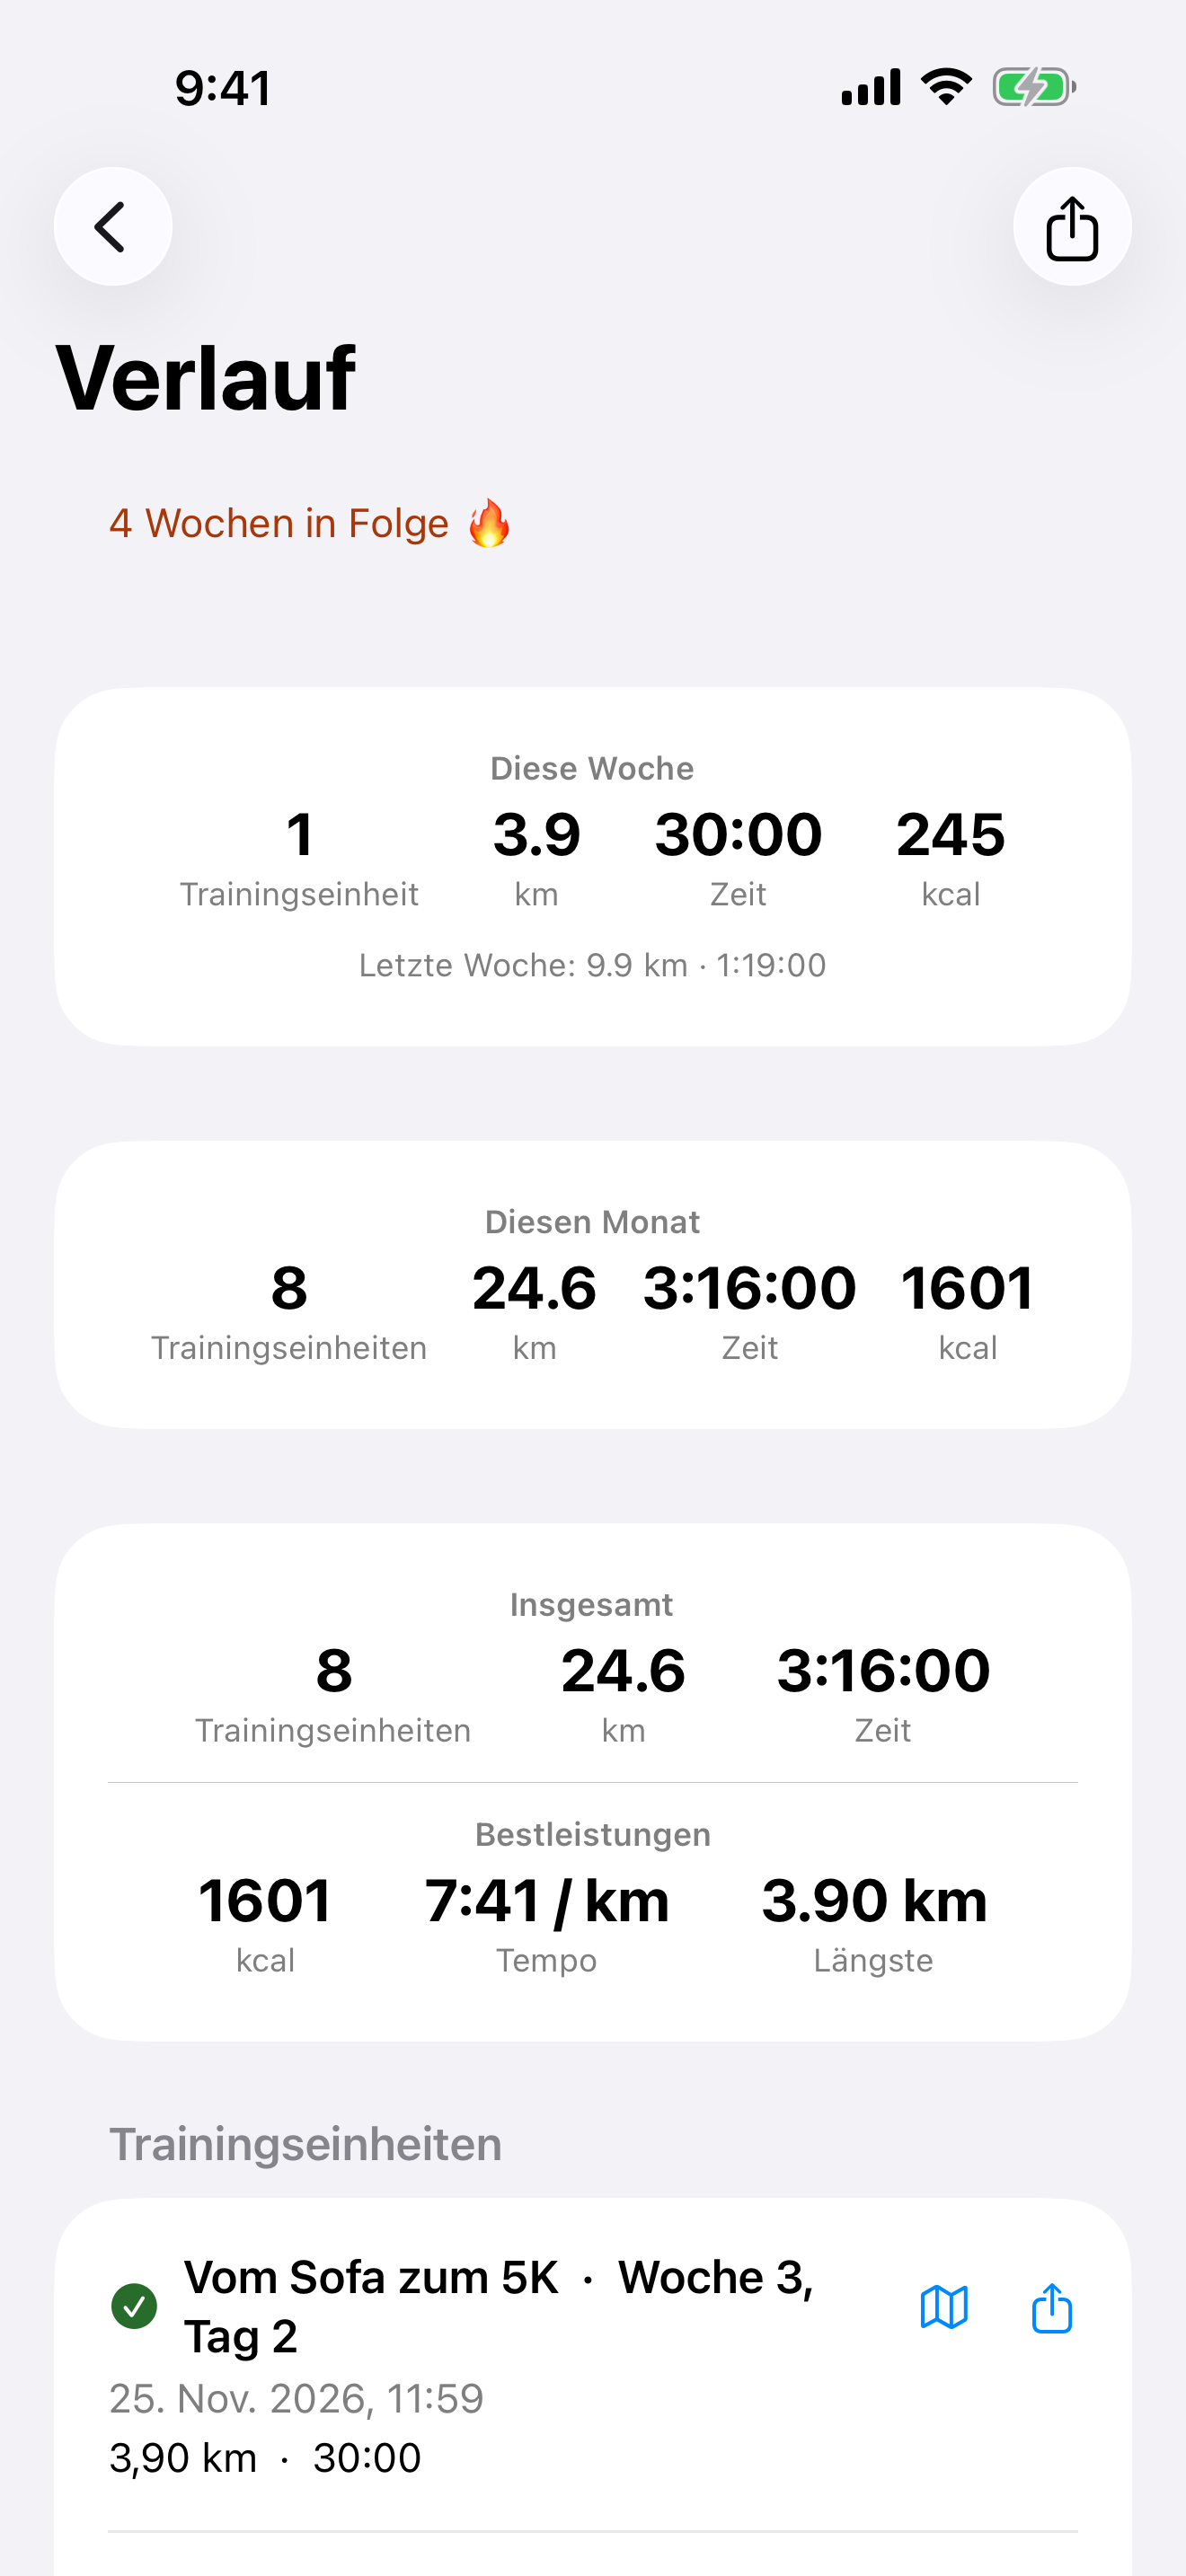 9:41
Verlauf
4 Wochen in Folge 🔥
Diese Woche
1 3.9 30:00 245
Trainingseinheit km Zeit kcal
Letzte Woche: 9.9 km · 1:19:00
Diesen Monat
8 24.6 3:16:00 1601
Trainingseinheiten km Zeit kcal
Insgesamt
8 24.6 3:16:00
Trainingseinheiten km Zeit
Bestleistungen
1601 7:41 / km 3.90 km
kcal Tempo Längste
Trainingseinheiten
Vom Sofa zum 5K · Woche 3,
Tag 2
25. Nov. 2026, 11:59
3,90 km · 30:00